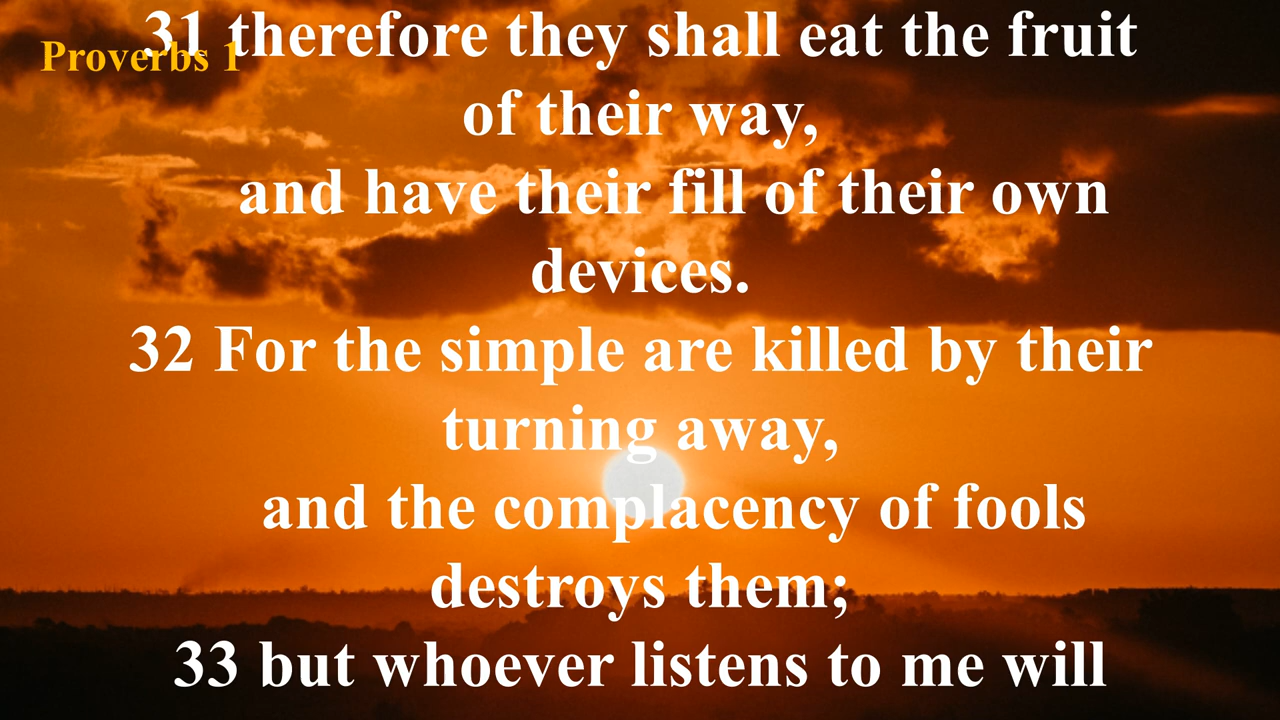 Proverbs 1
31 therefore they shall eat the fruit
of their way,
and have their fill of their own
devices.
32 For the simple are killed by their
turning away,
and the complacency of fools
destroys them;
33 but whoever listens to me will